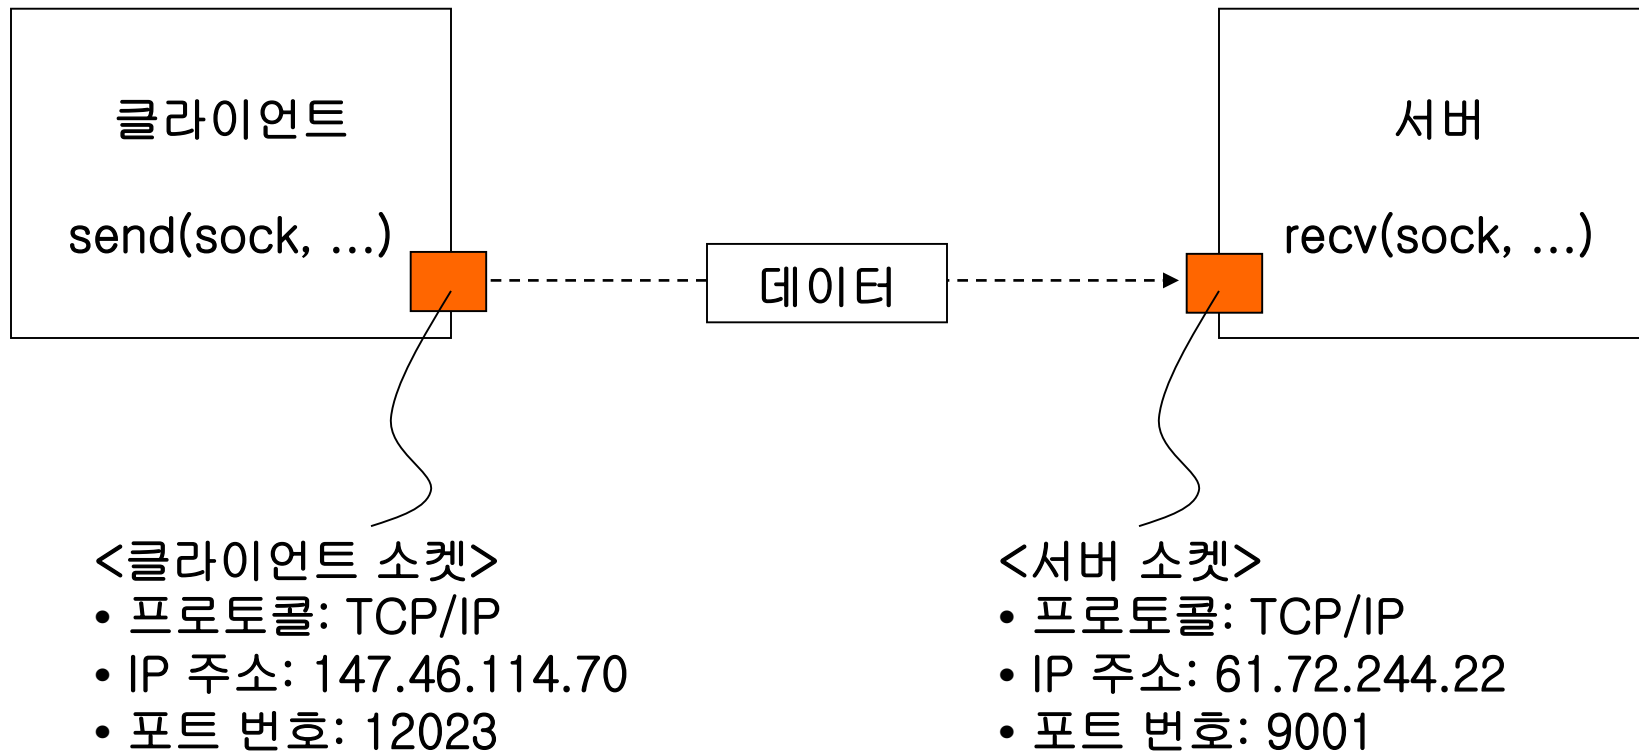 클라이언트
send(sock, ...)
데이터
서버
recv(sock, ...)
<클라이언트 소켓>
• 프로토콜: TCP/IP
• IP 주소: 147.46.114.70
• 포트 번호: 12023
<서버 소켓>
• 프로토콜: TCP/IP
• IP 주소: 61.72.244.22
• 포트 번호: 9001